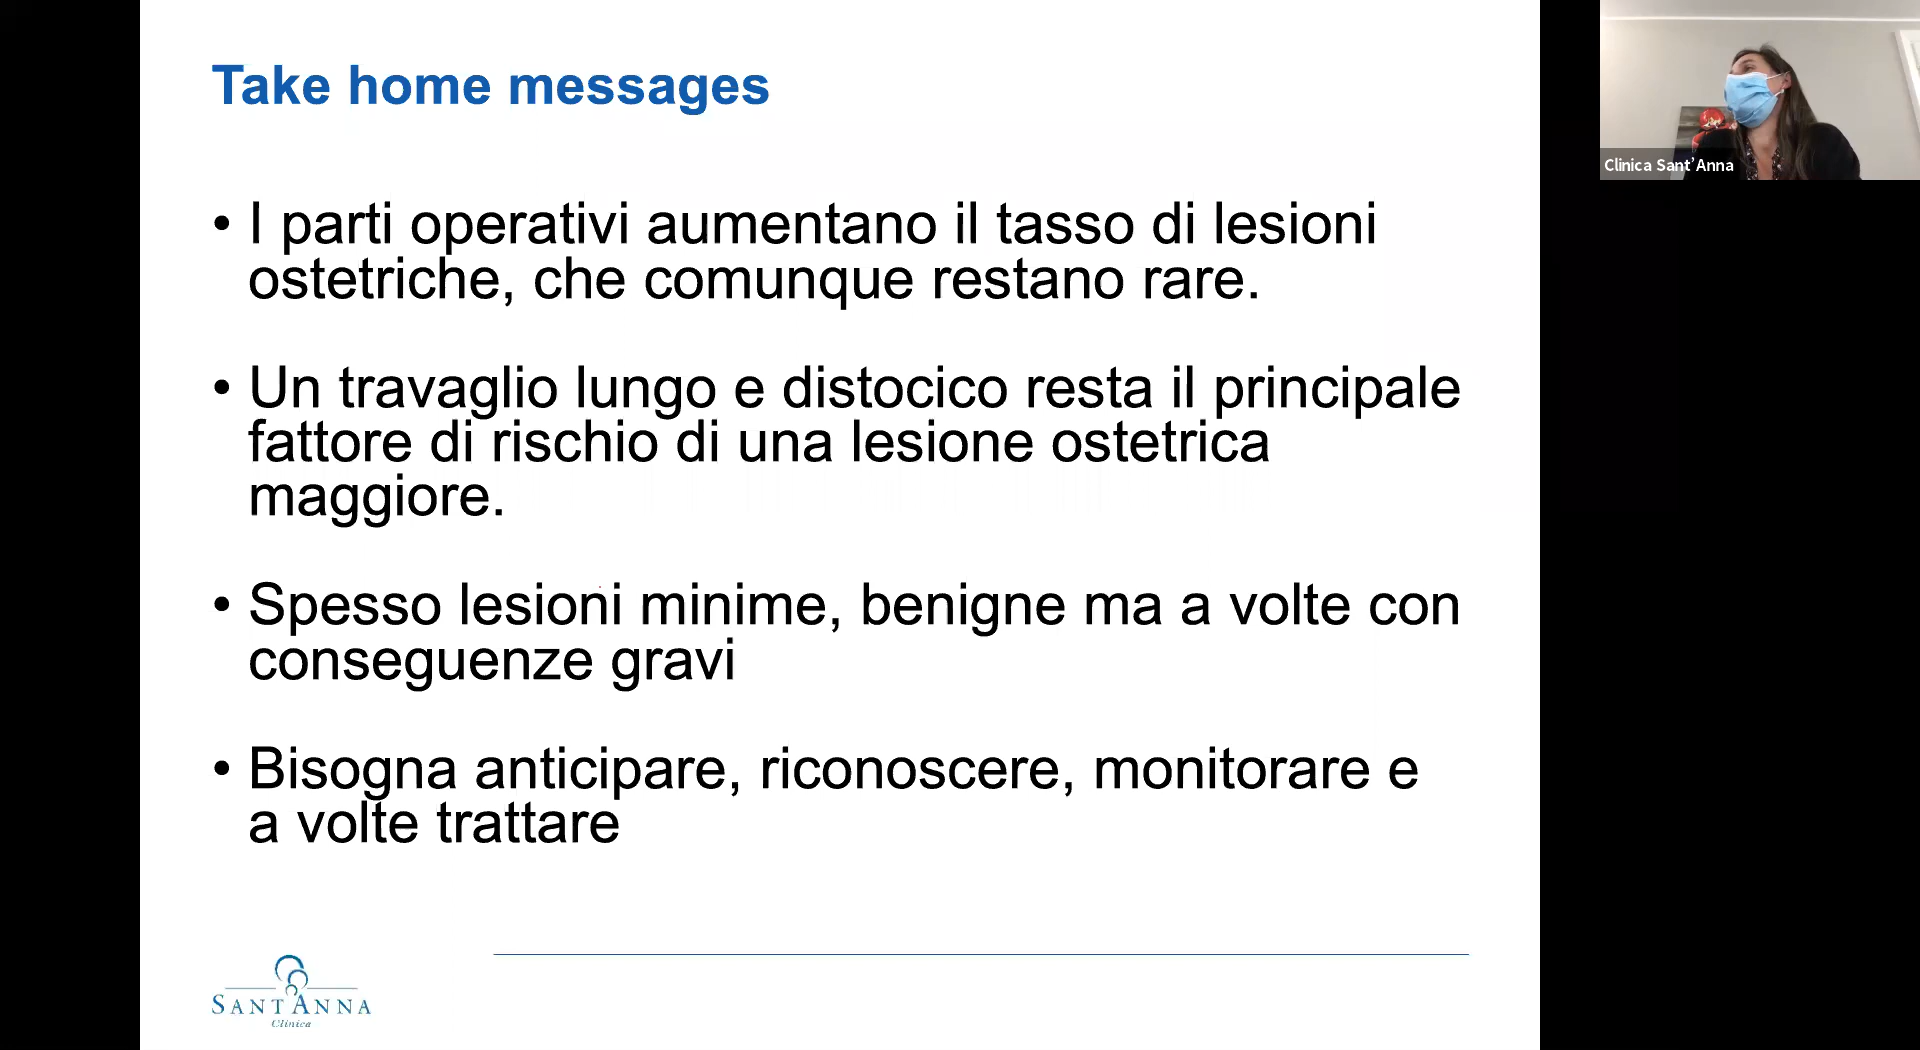 Take home messages
• I parti operativi aumentano il tasso di lesioni
ostetriche, che comunque restano rare.
• Un travaglio lungo e distocico resta il principale
fattore di rischio di una lesione ostetrica
maggiore.
• Spesso lesioni minime, benigne ma a volte con
conseguenze gravi
• Bisogna anticipare, riconoscere, monitorare e
a volte trattare
SANT'ANNA
Clinica
Clinica Sant'Anna